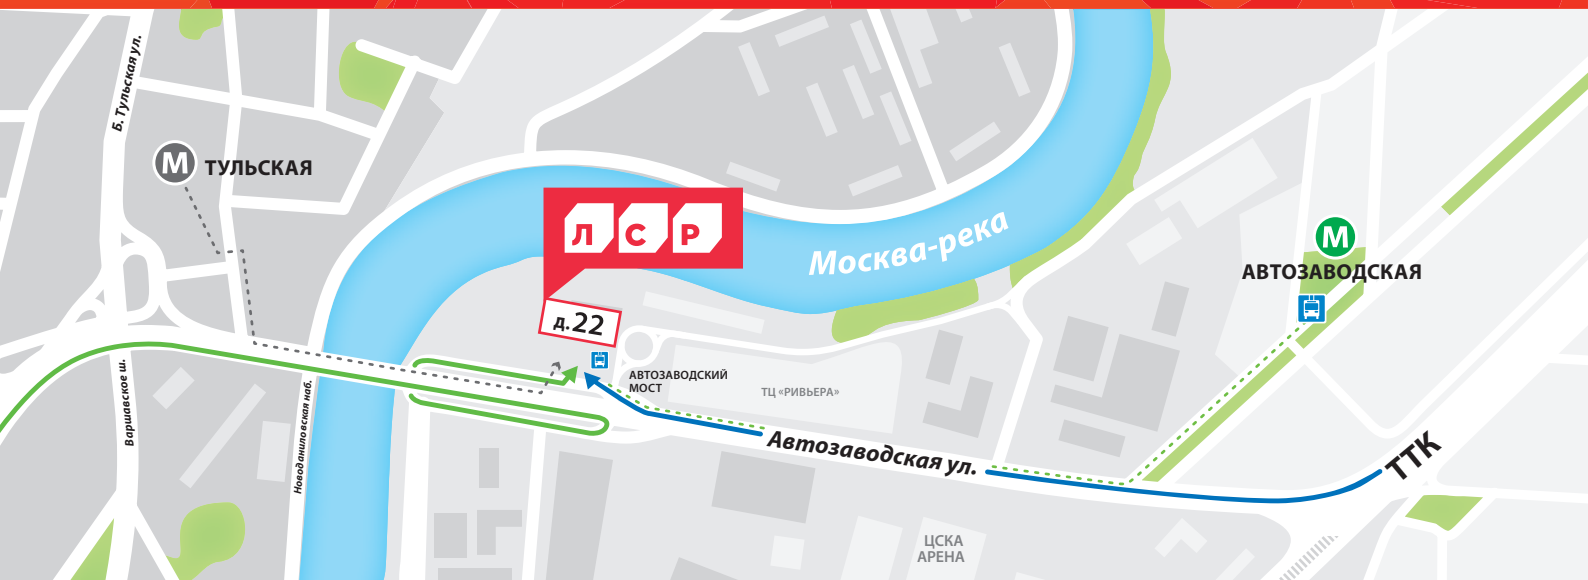 Б. Тульская ул.
М
ТУЛЬСКАЯ
ЛСР
д.22
Москва-река
М
АВТОЗАВОДСКАЯ
АВТОЗАВОДСКИЙ
МОСТ
ТЦ «РИВЬЕРА»
Варшавское ш.
Новоданиловская наб.
Автозаводская ул.
ТТК
ЦСКА
АРЕНА